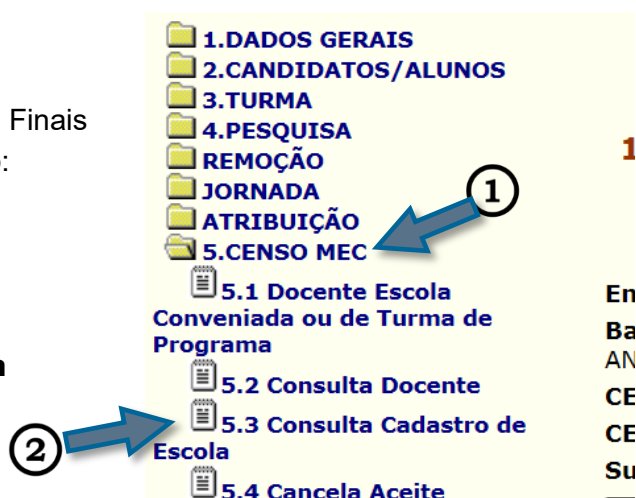 1.DADOS GERAIS
2.CANDIDATOS/ALUNOS
3.TURMA
4.PESQUISA
REMOÇÃO
JORNADA
ATRIBUIÇÃO
5.CENSO MEC
5.1 Docente Escola
Conveniada ou de Turma de
Programa
5.2 Consulta Docente
5.3 Consulta Cadastro de
Escola
5.4 Cancela Aceite
1
2
Finais
:
1
En
Ba
AN
CE
CE
Su